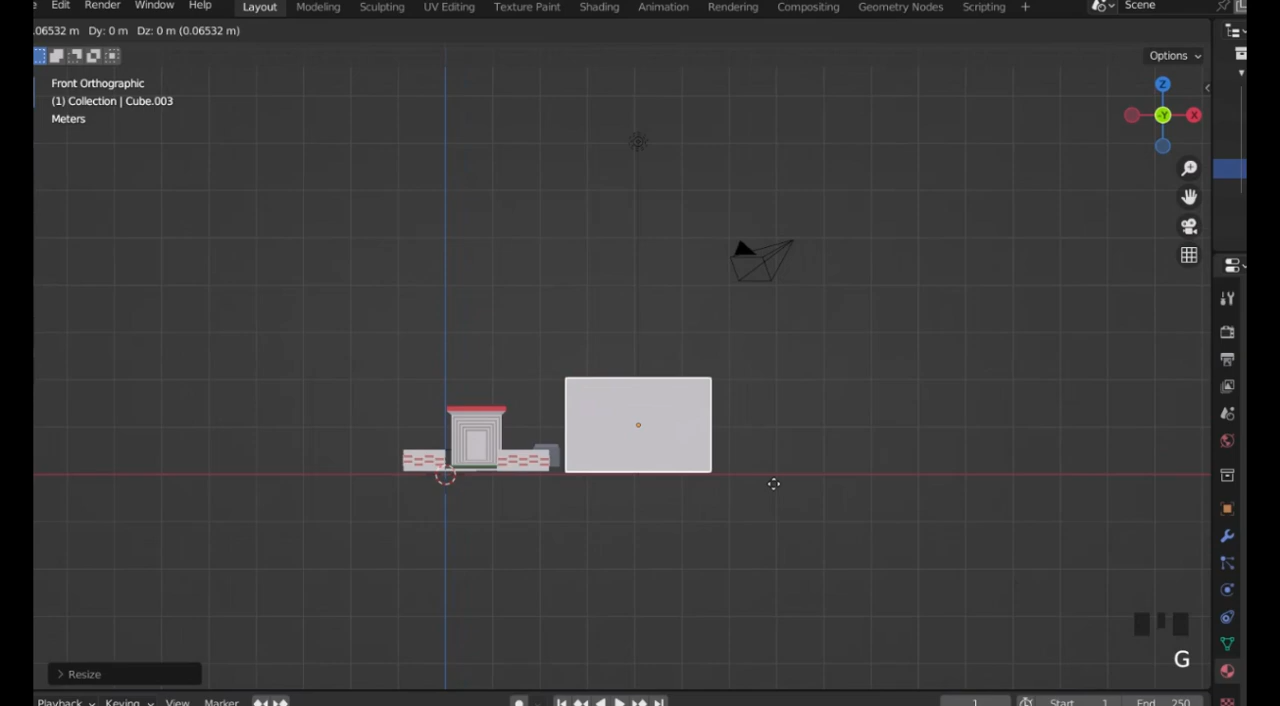 Edit Render Window Help Layout Modeling Sculpting UV Editing Texture Paint Shading Animation Rendering Compositing Geometry Nodes Scripting + Scene
.06532 m Dy: 0 m Dz: 0 m (0.06532 m)
Options
Front Orthographic
(1) Collection | Cube.003
Meters
Z
-Y
X
G
Resize
Playback Keying View Marker 1 Start 1 End 250